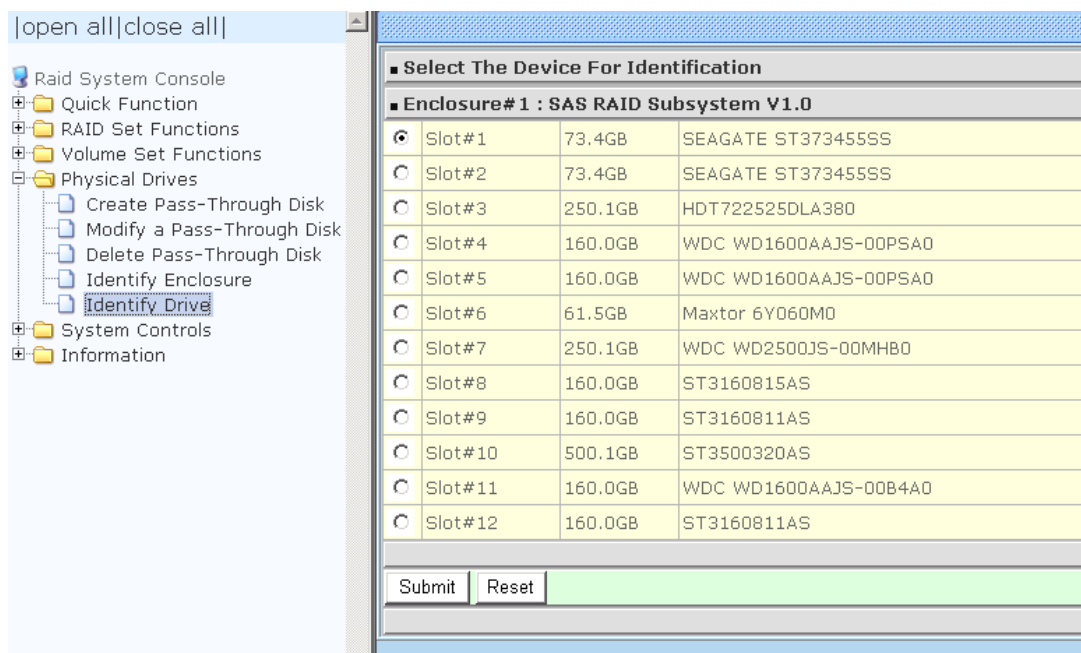 |open all|close all|
Raid System Console
Quick Function
RAID Set Functions
Volume Set Functions
Physical Drives
Create Pass-Through Disk
Modify a Pass-Through Disk
Delete Pass-Through Disk
Identify Enclosure
Identify Drive
System Controls
Information
Select The Device For Identification
Enclosure#1 : SAS RAID Subsystem V1.0
Slot#1 73.4GB SEAGATE ST373455SS
Slot#2 73.4GB SEAGATE ST373455SS
Slot#3 250.1GB HDT722525DLA380
Slot#4 160.0GB WDC WD1600AAJS-00PSA0
Slot#5 160.0GB WDC WD1600AAJS-00PSA0
Slot#6 61.5GB Maxtor 6Y060M0
Slot#7 250.1GB WDC WD2500JS-00MHB0
Slot#8 160.0GB ST3160815AS
Slot#9 160.0GB ST3160811AS
Slot#10 500.1GB ST3500320AS
Slot#11 160.0GB WDC WD1600AAJS-00B4A0
Slot#12 160.0GB ST3160811AS
Submit Reset